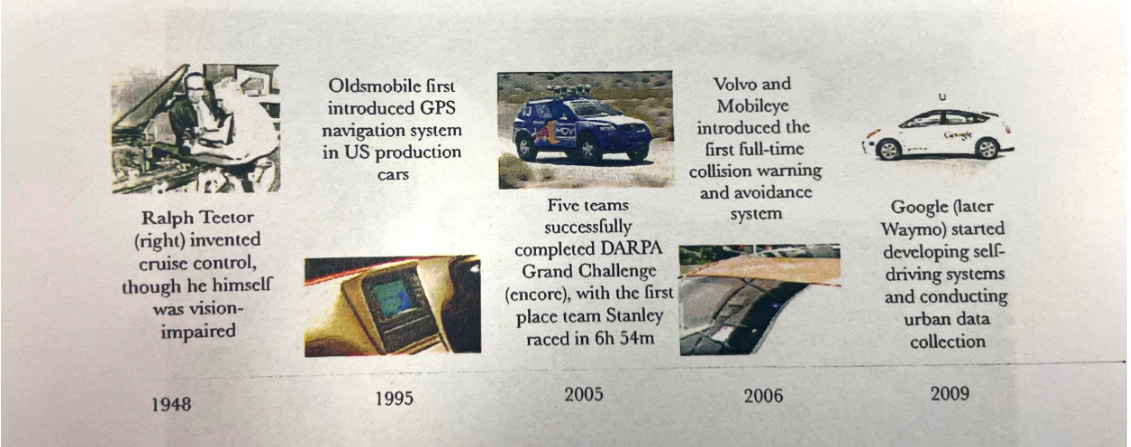 Ralph Teetor
(right) invented
cruise control,
though he himself
was vision-
impaired
1948
Oldsmobile first
introduced GPS
navigation system
in US production
cars
1995
Five teams
successfully
completed DARPA
Grand Challenge
(encore), with the first
place team Stanley
raced in 6h 54m
2005
Volvo and
Mobileye
introduced the
first full-time
collision warning
and avoidance
system
2006
Google
Google (later
Waymo) started
developing self-
driving systems
and conducting
urban data
collection
2009